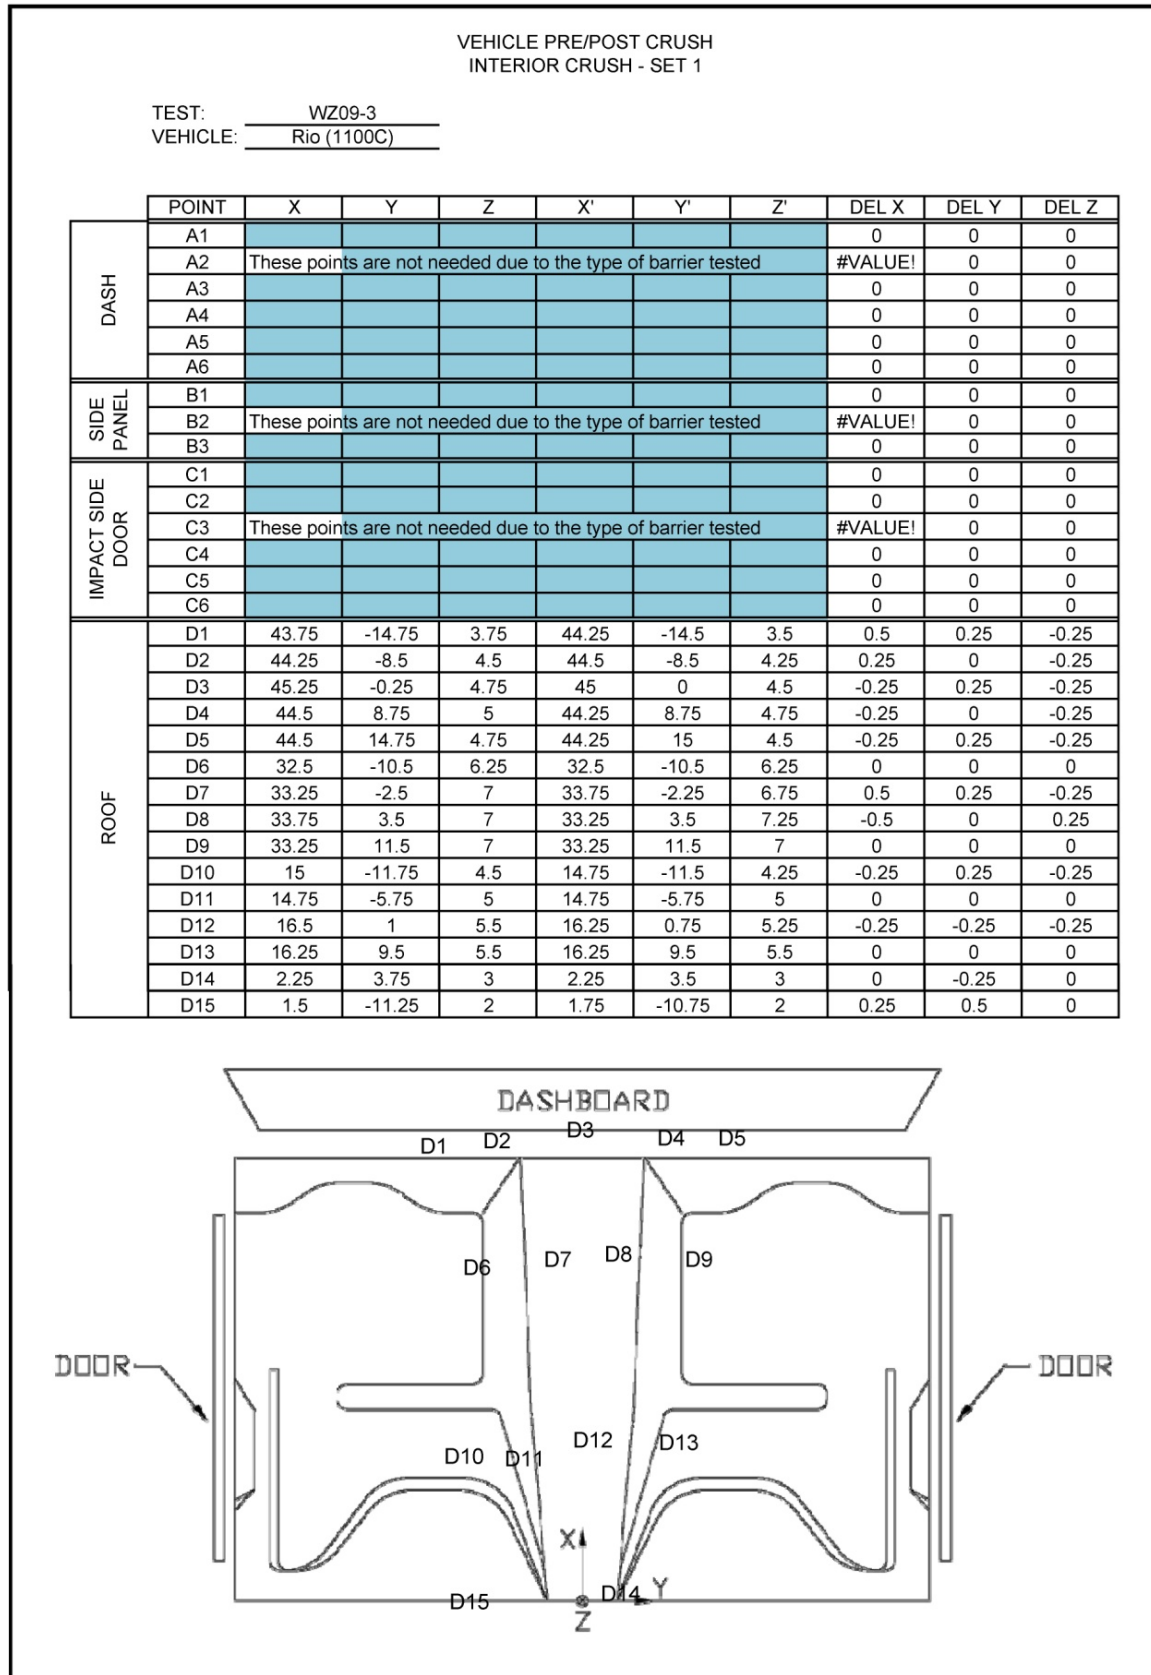 VEHICLE PRE/POST CRUSH
INTERIOR CRUSH - SET 1
TEST: WZ09-3
VEHICLE: Rio (1100C)
POINT X Y Z X' Y' Z' DEL X DEL Y DEL Z
DASH
A1 0 0 0
A2 These points are not needed due to the type of barrier tested #VALUE! 0 0
A3 0 0 0
A4 0 0 0
A5 0 0 0
A6 0 0 0
SIDE PANEL
B1 0 0 0
B2 These points are not needed due to the type of barrier tested #VALUE! 0 0
B3 0 0 0
IMPACT SIDE DOOR
C1 0 0 0
C2 0 0 0
C3 These points are not needed due to the type of barrier tested #VALUE! 0 0
C4 0 0 0
C5 0 0 0
C6 0 0 0
ROOF
D1 43.75 -14.75 3.75 44.25 -14.5 3.5 0.5 0.25 -0.25
D2 44.25 -8.5 4.5 44.5 -8.5 4.25 0.25 0 -0.25
D3 45.25 -0.25 4.75 45 0 4.5 -0.25 0.25 -0.25
D4 44.5 8.75 5 44.25 8.75 4.75 -0.25 0 -0.25
D5 44.5 14.75 4.75 44.25 15 4.5 -0.25 0.25 -0.25
D6 32.5 -10.5 6.25 32.5 -10.5 6.25 0 0 0
D7 33.25 -2.5 7 33.75 -2.25 6.75 0.5 0.25 -0.25
D8 33.75 3.5 7 33.25 3.5 7.25 -0.5 0 0.25
D9 33.25 11.5 7 33.25 11.5 7 0 0 0
D10 15 -11.75 4.5 14.75 -11.5 4.25 -0.25 0.25 -0.25
D11 14.75 -5.75 5 14.75 -5.75 5 0 0 0
D12 16.5 1 5.5 16.25 0.75 5.25 -0.25 -0.25 -0.25
D13 16.25 9.5 5.5 16.25 9.5 5.5 0 0 0
D14 2.25 3.75 3 2.25 3.5 3 0 -0.25 0
D15 1.5 -11.25 2 1.75 -10.75 2 0.25 0.5 0
DASHBOARD
D1 D2 D3 D4 D5
D6 D7 D8 D9
DOOR DOOR
D10 D11 D12 D13
X
D15 D14 Y
Z